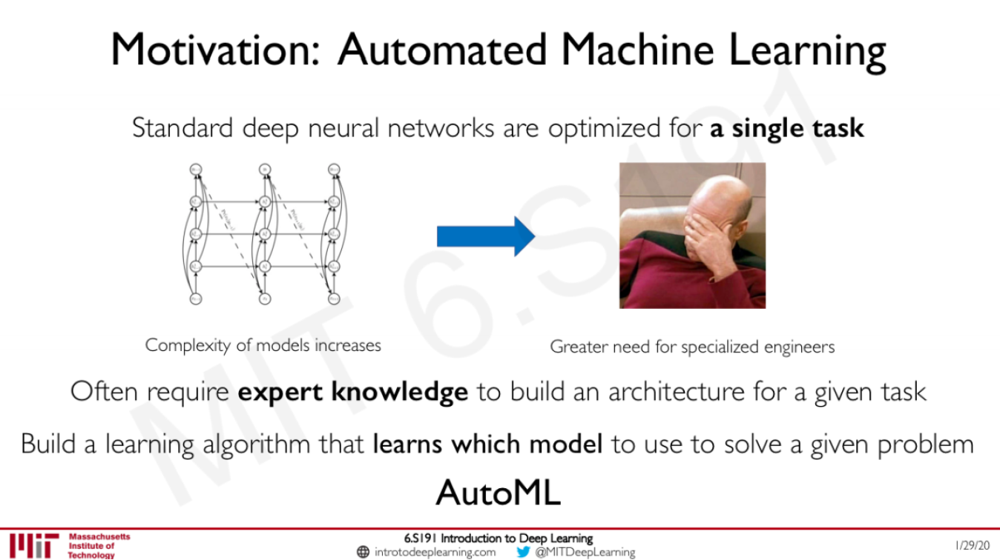 Motivation: Automated Machine Learning
Standard deep neural networks are optimized for a single task
Complexity of models increases
Greater need for specialized engineers
Often require expert knowledge to build an architecture for a given task
Build a learning algorithm that learns which model to use to solve a given problem
AutoML
MIT 6.S191
Massachusetts
Institute of
Technology
6.S191 Introduction to Deep Learning
introtodeeplearning.com @MITDeepLearning
1/29/20